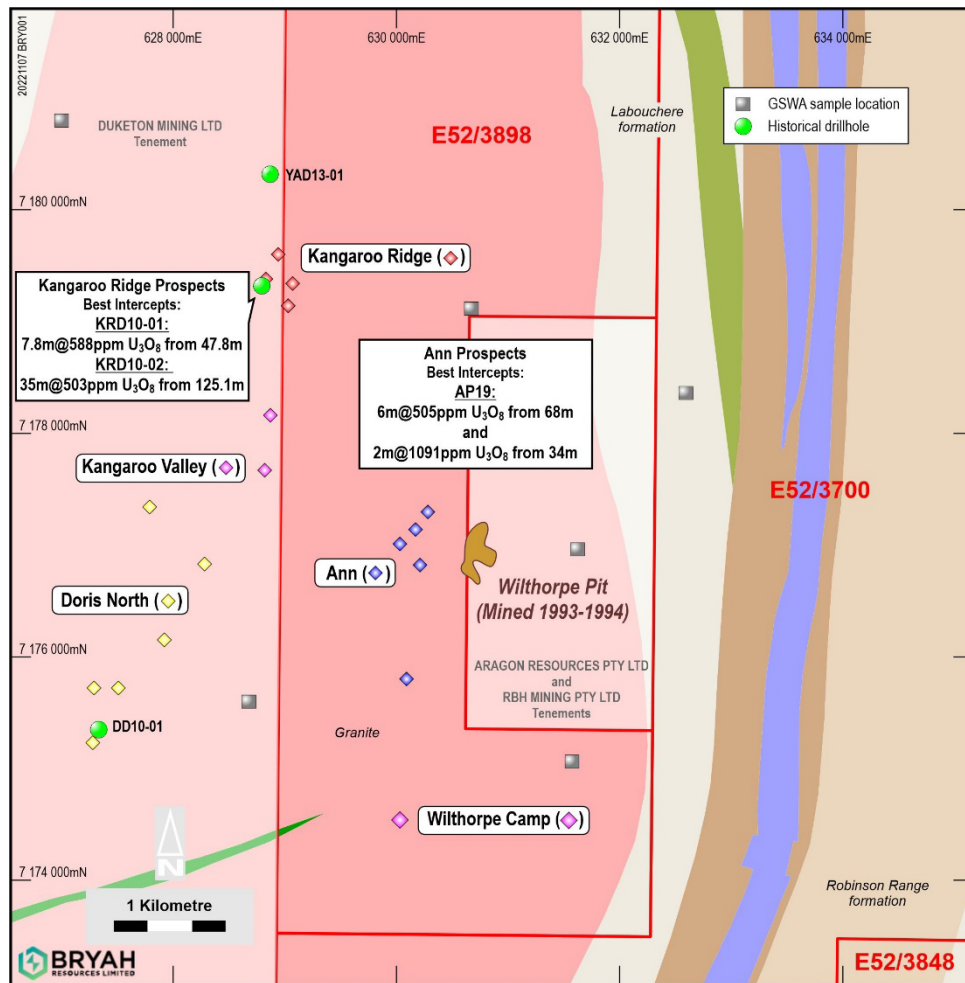 20221107 BRY001
628 000mE
630 000mE
632 000mE
634 000mE
GSWA sample location
Historical drillhole
DUKETON MINING LTD
Tenement
E52/3898
Labouchere
formation
YAD13-01
7 180 000mN
Kangaroo Ridge ( )
Kangaroo Ridge Prospects
Best Intercepts:
KRD10-01:
7.8m@588ppm U₃O₈ from 47.8m
KRD10-02:
35m@503ppm U₃O₈ from 125.1m
Ann Prospects
Best Intercepts:
AP19:
6m@505ppm U₃O₈ from 68m
and
2m@1091ppm U₃O₈ from 34m
7 178 000mN
Kangaroo Valley ( )
E52/3700
Ann ( )
Wilthorpe Pit
(Mined 1993-1994)
Doris North ( )
7 176 000mN
ARAGON RESOURCES PTY LTD
and
RBH MINING PTY LTD
Tenements
DD10-01
Granite
Wilthorpe Camp ( )
N
7 174 000mN
Robinson Range
formation
1 Kilometre
BRYAH
RESOURCES LIMITED
E52/3848